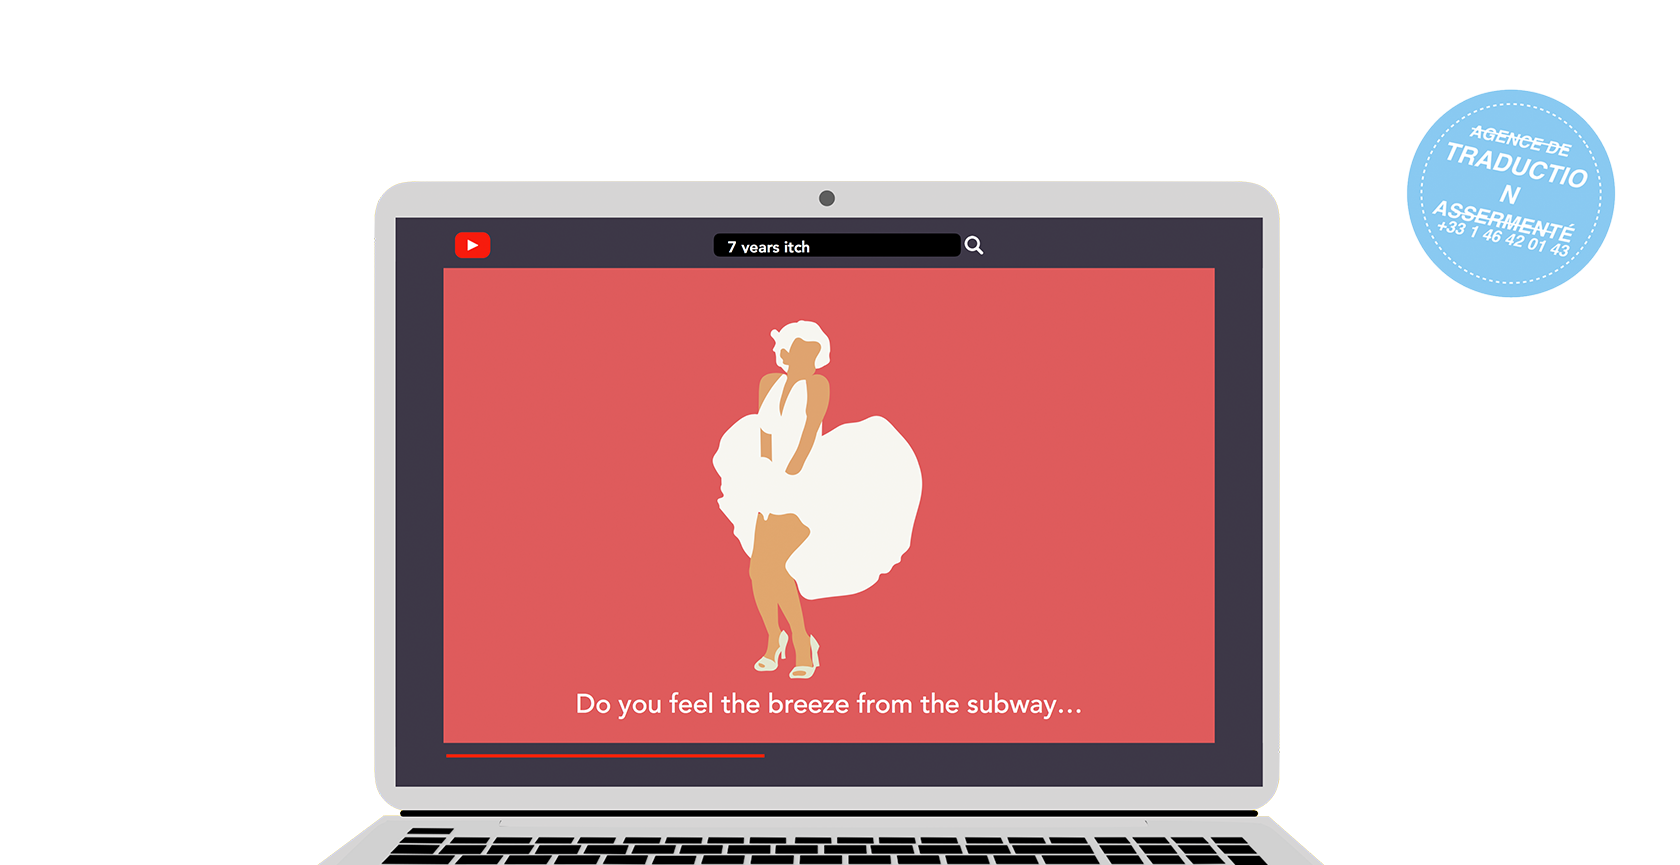 AGENCE DE
TRADUCTIO
N
ASSERMENTÉ
+33 1 46 42 01 43
7 years itch
Do you feel the breeze from the subway...